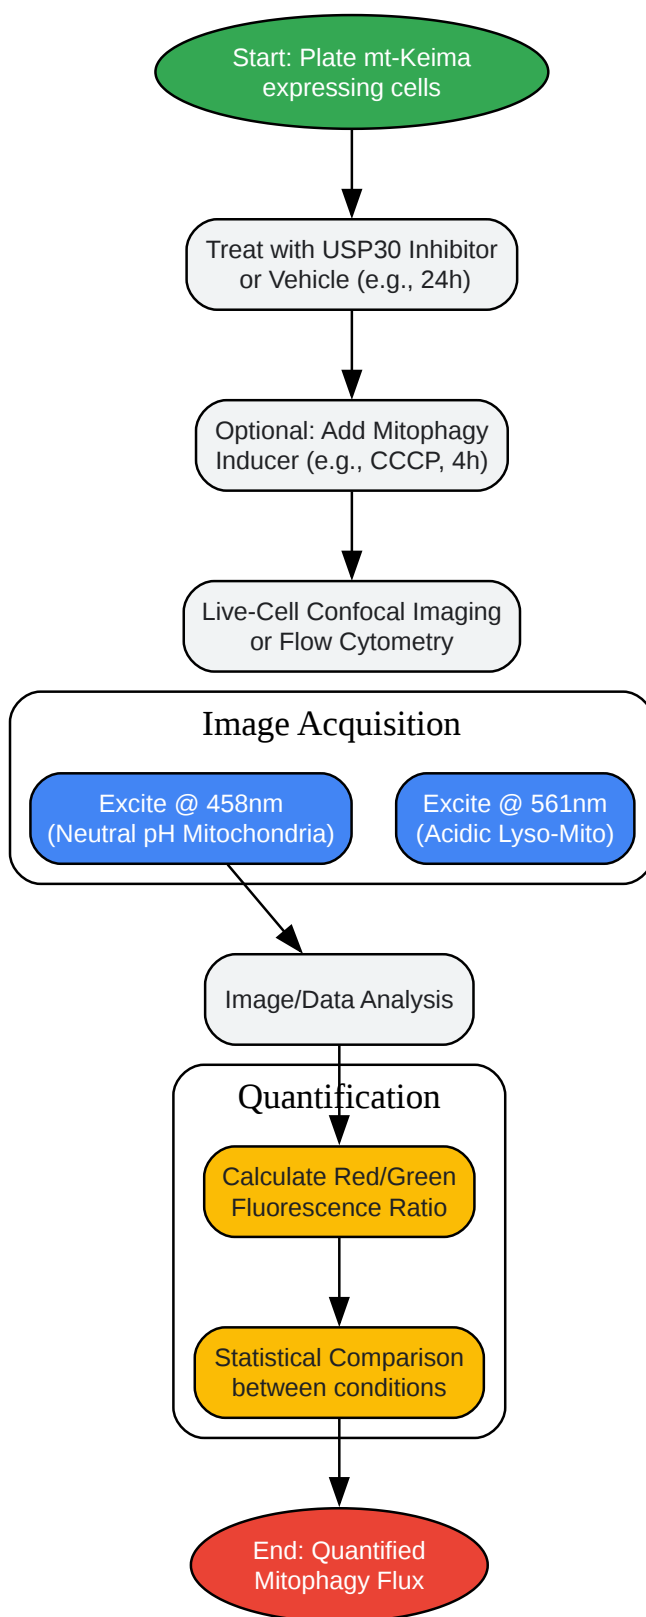 Start: Plate mt-Keima
expressing cells
Treat with USP30 Inhibitor
or Vehicle (e.g., 24h)
Optional: Add Mitophagy
Inducer (e.g., CCCP, 4h)
Live-Cell Confocal Imaging
or Flow Cytometry
Image Acquisition
Excite @ 458nm
(Neutral pH Mitochondria)
Excite @ 561nm
(Acidic Lyso-Mito)
Image/Data Analysis
Quantification
Calculate Red/Green
Fluorescence Ratio
Statistical Comparison
between conditions
End: Quantified
Mitophagy Flux